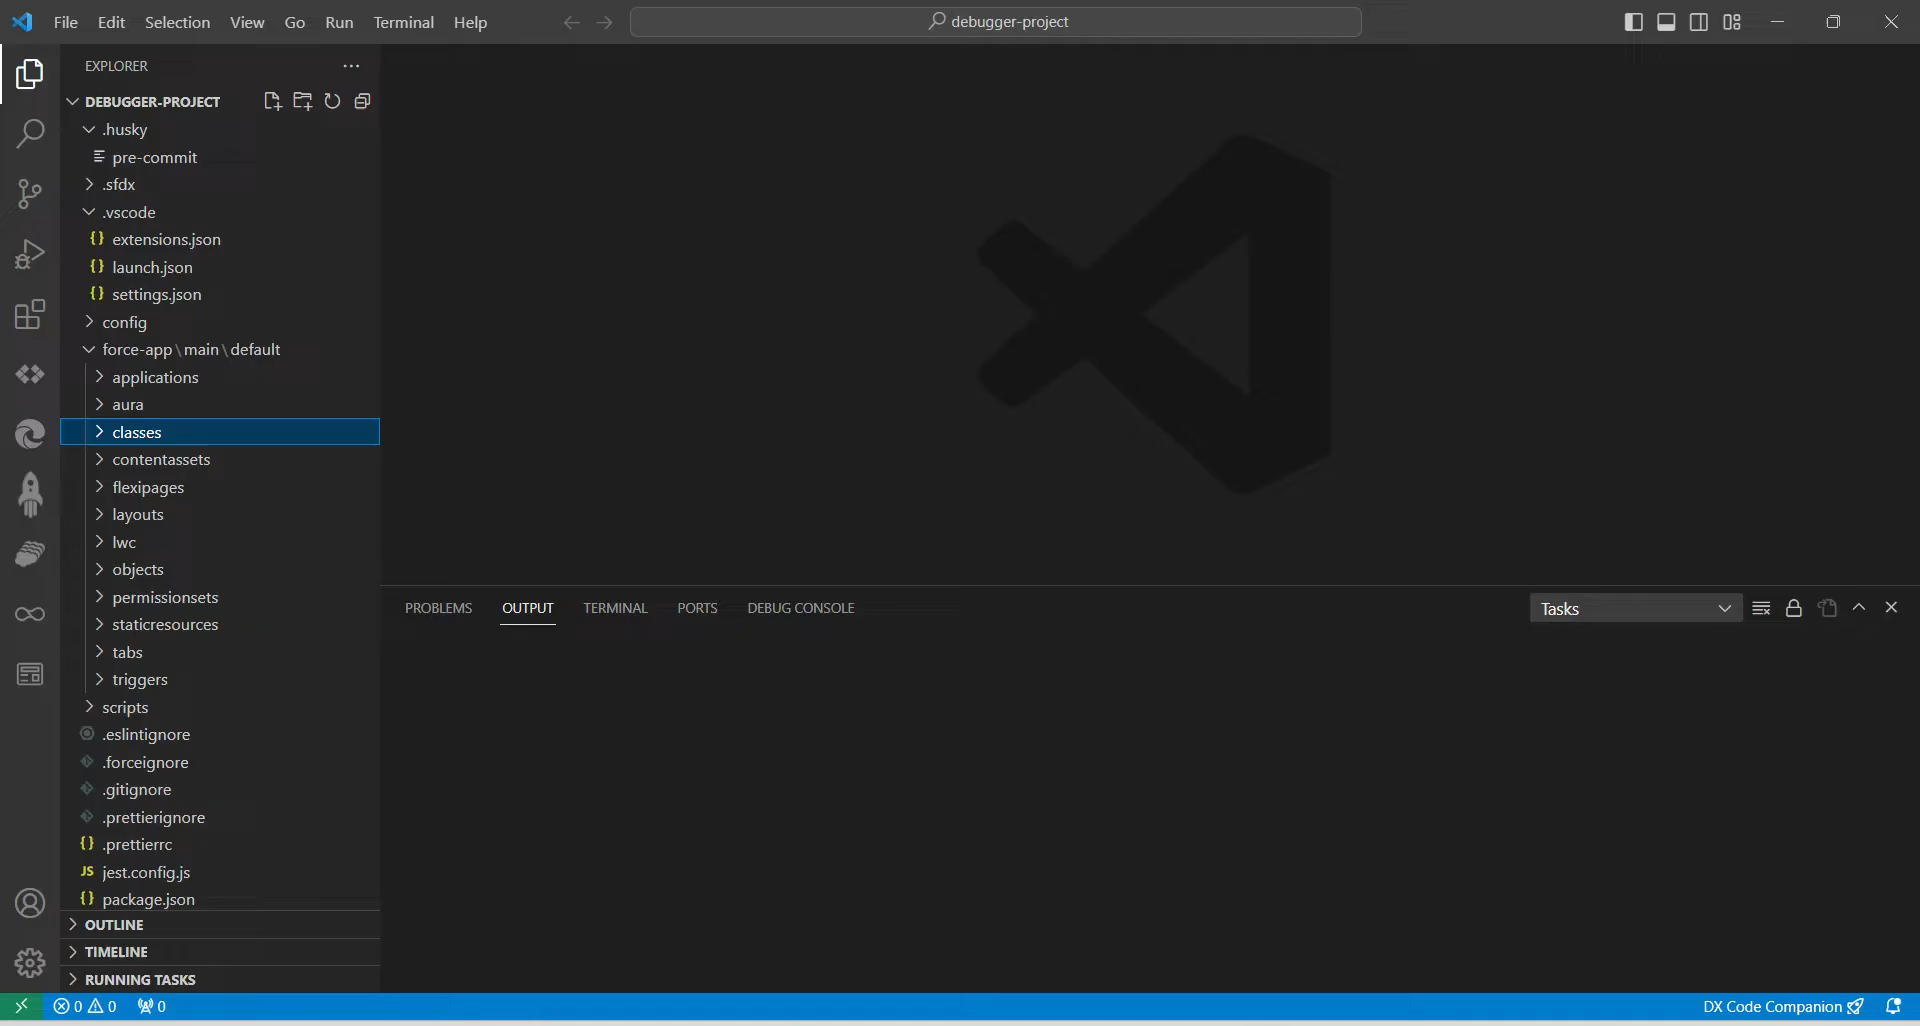 File Edit Selection View Go Run Terminal Help
debugger-project
EXPLORER
DEBUGGER-PROJECT
.husky
pre-commit
.sfdx
.vscode
{} extensions.json
{} launch.json
{} settings.json
config
force-app\main\default
applications
aura
classes
contentassets
flexipages
layouts
lwc
objects
permissionsets
staticresources
tabs
triggers
scripts
.eslintignore
.forceignore
.gitignore
.prettierignore
{} .prettierrc
JS jest.config.js
{} package.json
OUTLINE
TIMELINE
RUNNING TASKS
PROBLEMS OUTPUT TERMINAL PORTS DEBUG CONSOLE
Tasks
0 0 0
DX Code Companion